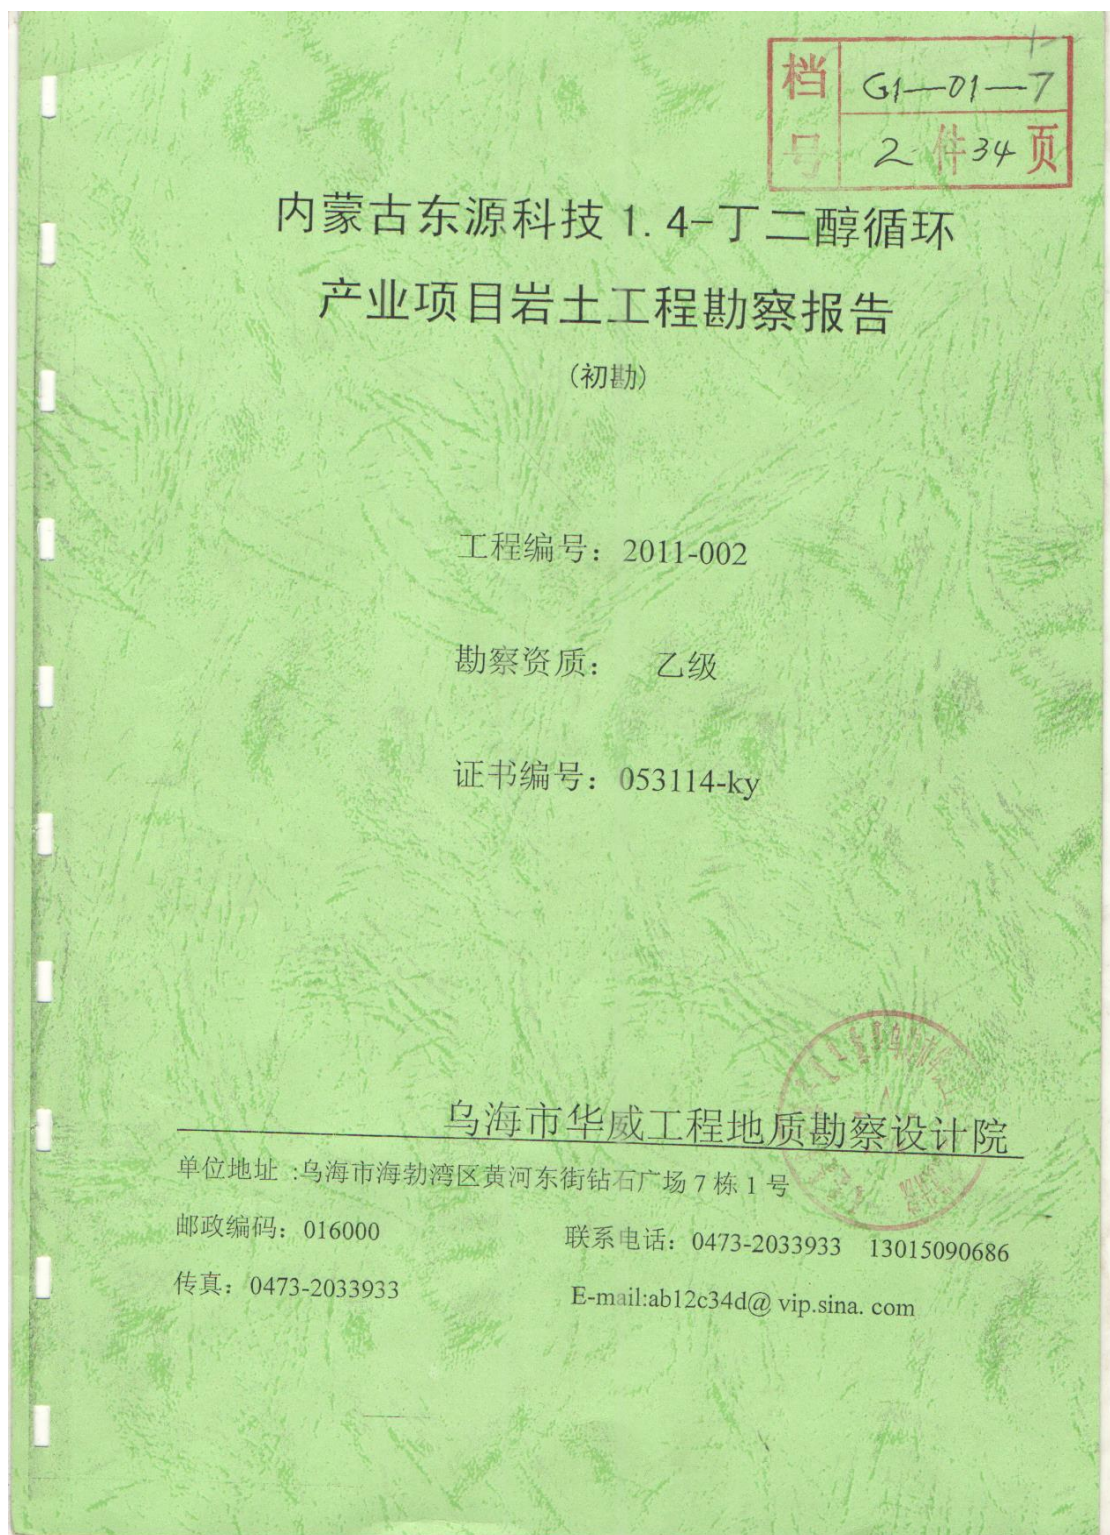 档号 G1—01—7
2 件 34 页
内蒙古东源科技 1.4-丁二醇循环
产业项目岩土工程勘察报告
(初勘)
工程编号：2011-002
勘察资质： 乙级
证书编号：053114-ky
乌海市华威工程地质勘察设计院
单位地址 :乌海市海勃湾区黄河东街钻石广场 7 栋 1 号
邮政编码：016000 联系电话：0473-2033933 13015090686
传真：0473-2033933 E-mail:ab12c34d@ vip.sina. com